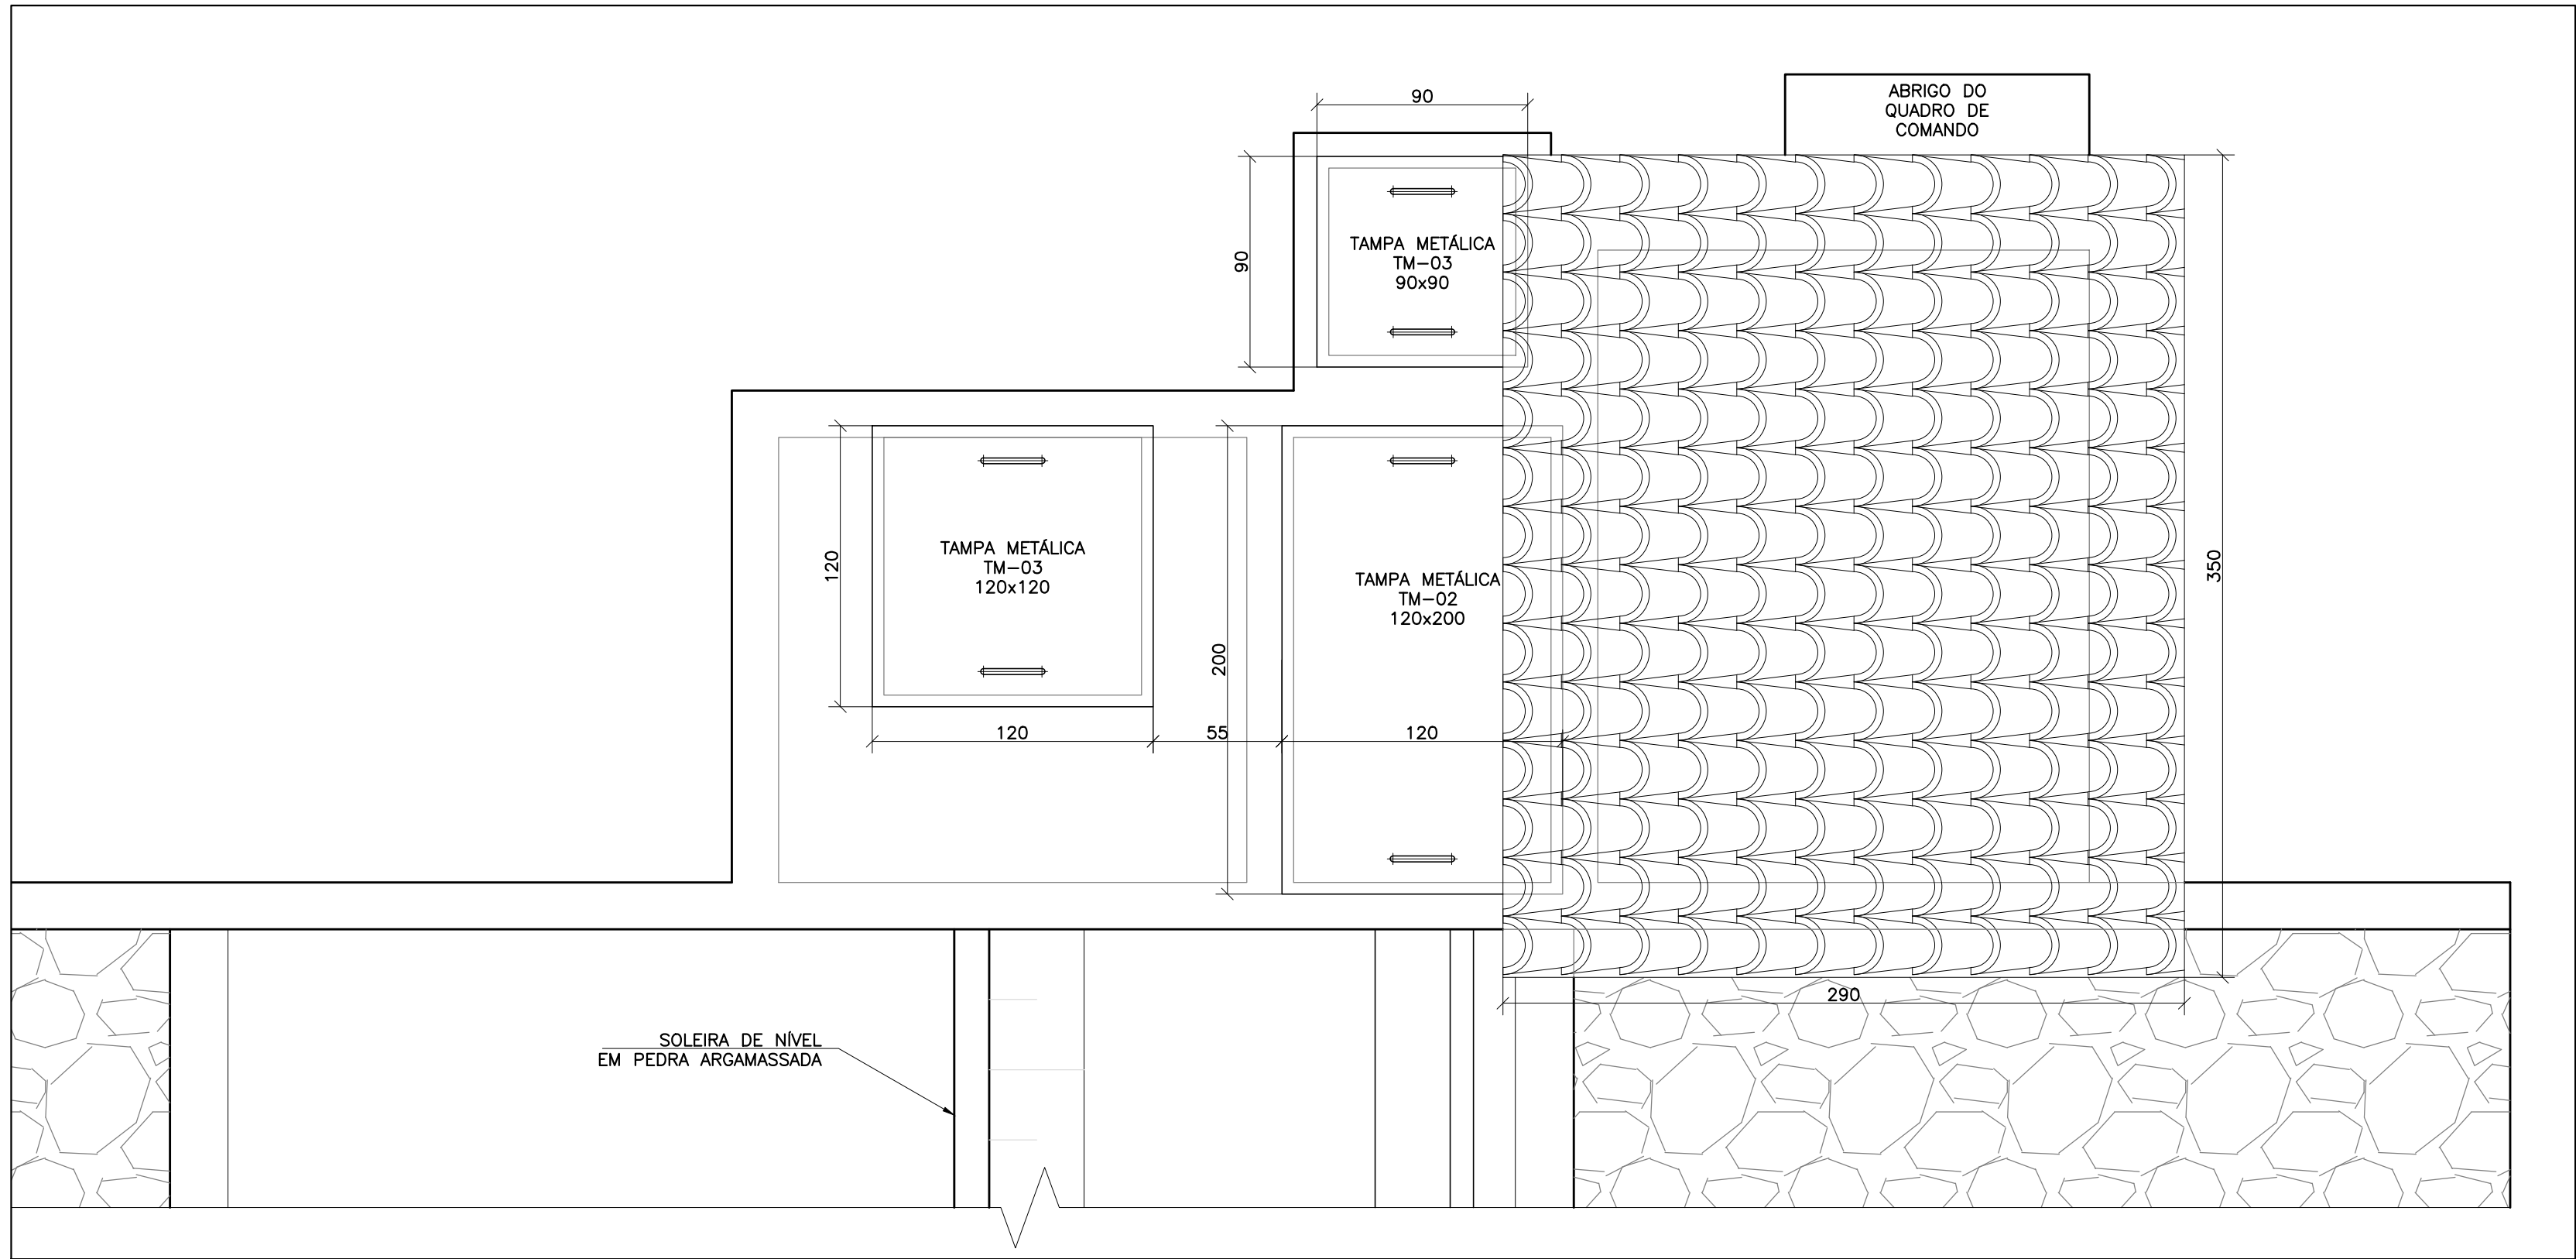 90
ABRIGO DO
QUADRO DE
COMANDO
90
TAMPA METÁLICA
TM-03
90x90
120
TAMPA METÁLICA
TM-03
120x120
200
TAMPA METÁLICA
TM-02
120x200
350
120
55
120
290
SOLEIRA DE NÍVEL
EM PEDRA ARGAMASSADA